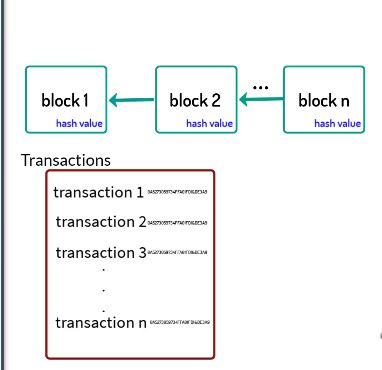 block 1
hash value
block 2
hash value
...
block n
hash value
Transactions
transaction 1
transaction 2
transaction 3
.
.
.
transaction n